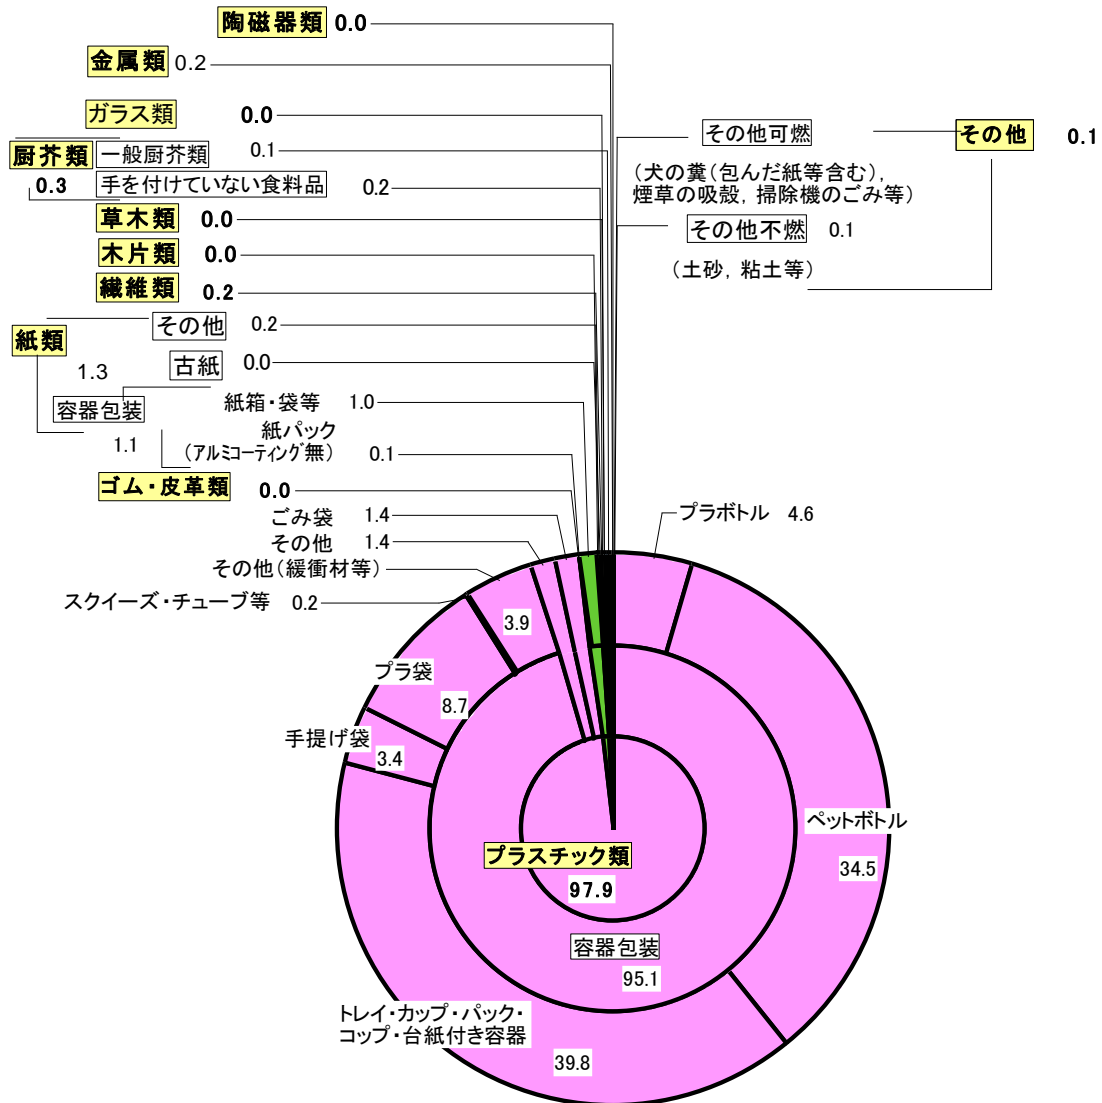 陶磁器類 0.0
金属類 0.2
ガラス類 0.0
その他可燃
その他 0.1
厨芥類 一般厨芥類 0.1
0.3 手を付けていない食料品 0.2
(犬の糞(包んだ紙等含む),
煙草の吸殻, 掃除機のごみ等)
草木類 0.0
その他不燃 0.1
木片類 0.0
(土砂, 粘土等)
繊維類 0.2
その他 0.2
紙類
1.3
古紙 0.0
容器包装
1.1
紙箱・袋等 1.0
紙パック
(アルミコーティング無) 0.1
ゴム・皮革類 0.0
ごみ袋 1.4
プラボトル 4.6
その他 1.4
その他(緩衝材等)
スクイーズ・チューブ等 0.2
3.9
プラ袋
8.7
手提げ袋
3.4
ペットボトル
34.5
プラスチック類
97.9
容器包装
95.1
トレイ・カップ・パック・
コップ・台紙付き容器
39.8